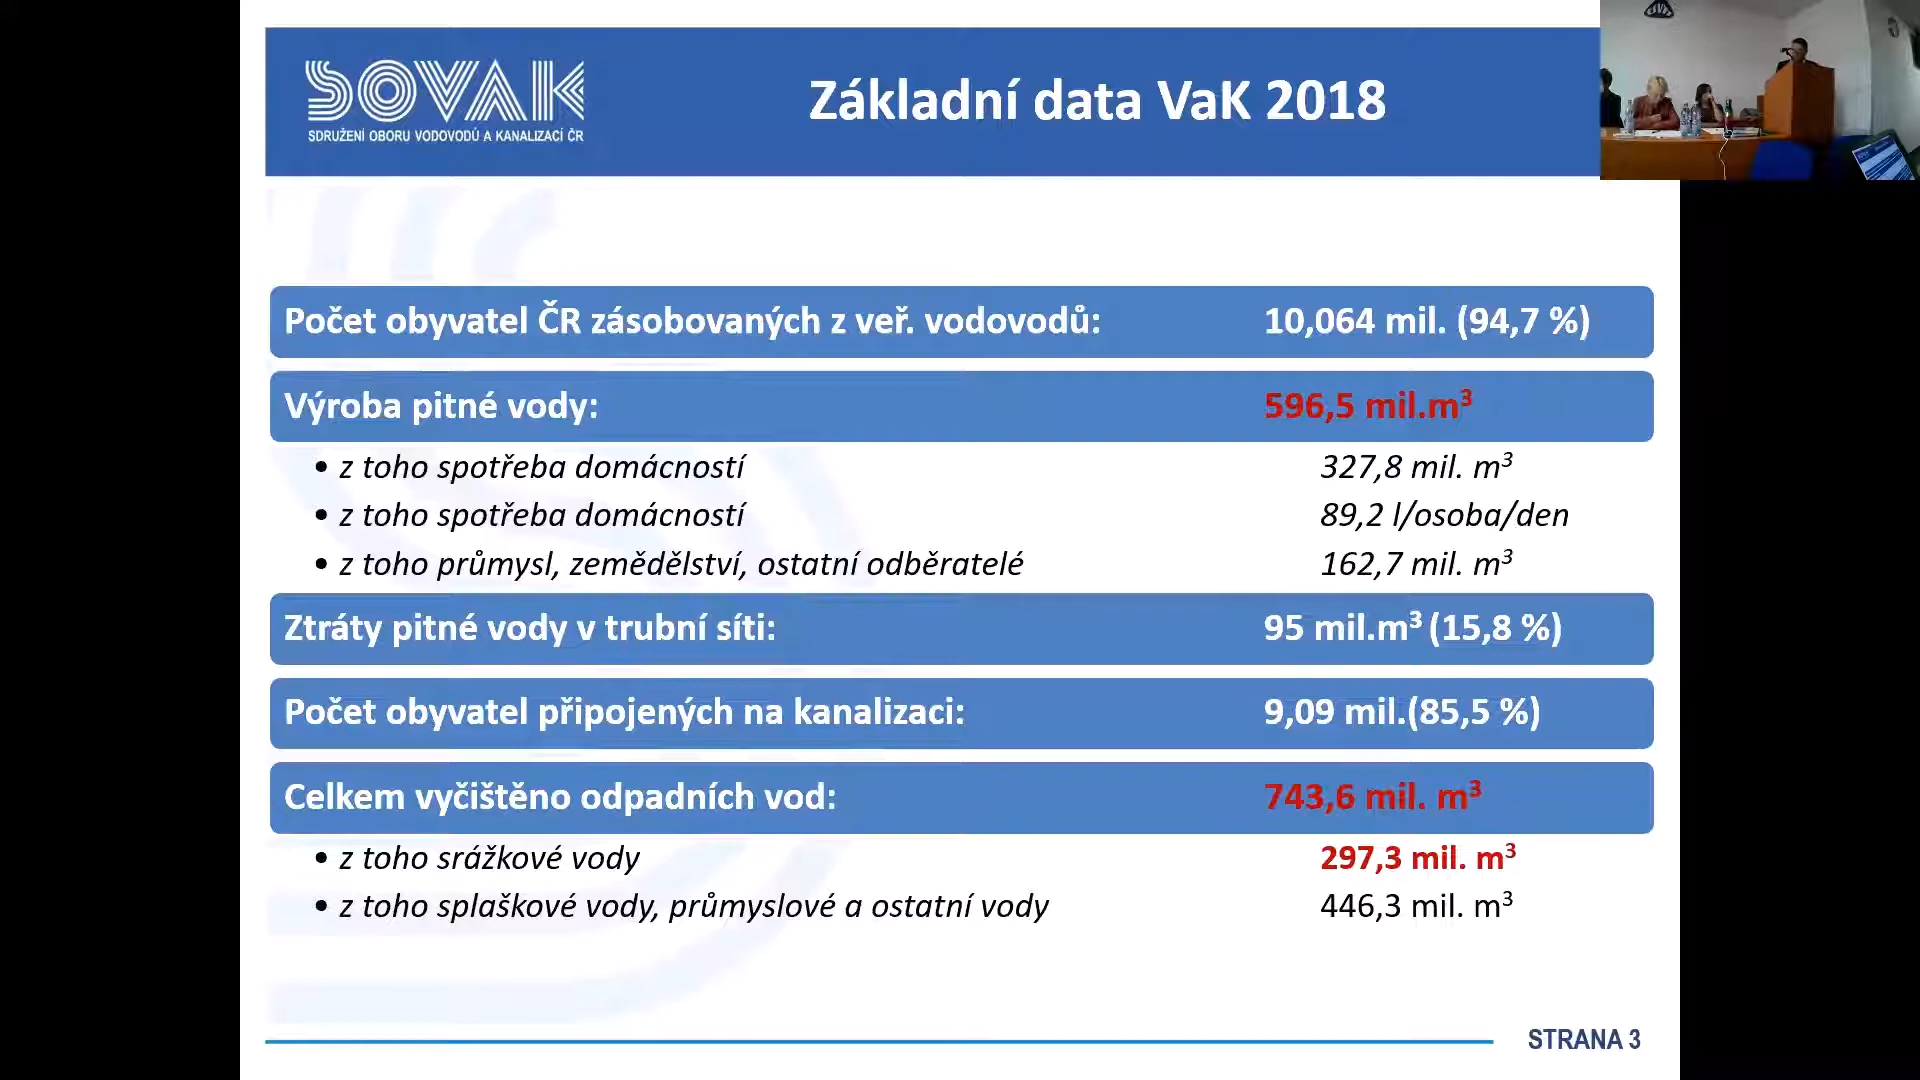 SOVAK
SDRUŽENÍ OBORU VODOVODŮ A KANALIZACÍ ČR
Základní data VaK 2018
Počet obyvatel ČR zásobovaných z veř. vodovodů: 10,064 mil. (94,7 %)
Výroba pitné vody: 596,5 mil.m³
• z toho spotřeba domácností 327,8 mil. m³
• z toho spotřeba domácností 89,2 l/osoba/den
• z toho průmysl, zemědělství, ostatní odběratelé 162,7 mil. m³
Ztráty pitné vody v trubní síti: 95 mil.m³ (15,8 %)
Počet obyvatel připojených na kanalizaci: 9,09 mil.(85,5 %)
Celkem vyčištěno odpadních vod: 743,6 mil. m³
• z toho srážkové vody 297,3 mil. m³
• z toho splaškové vody, průmyslové a ostatní vody 446,3 mil. m³
STRANA 3